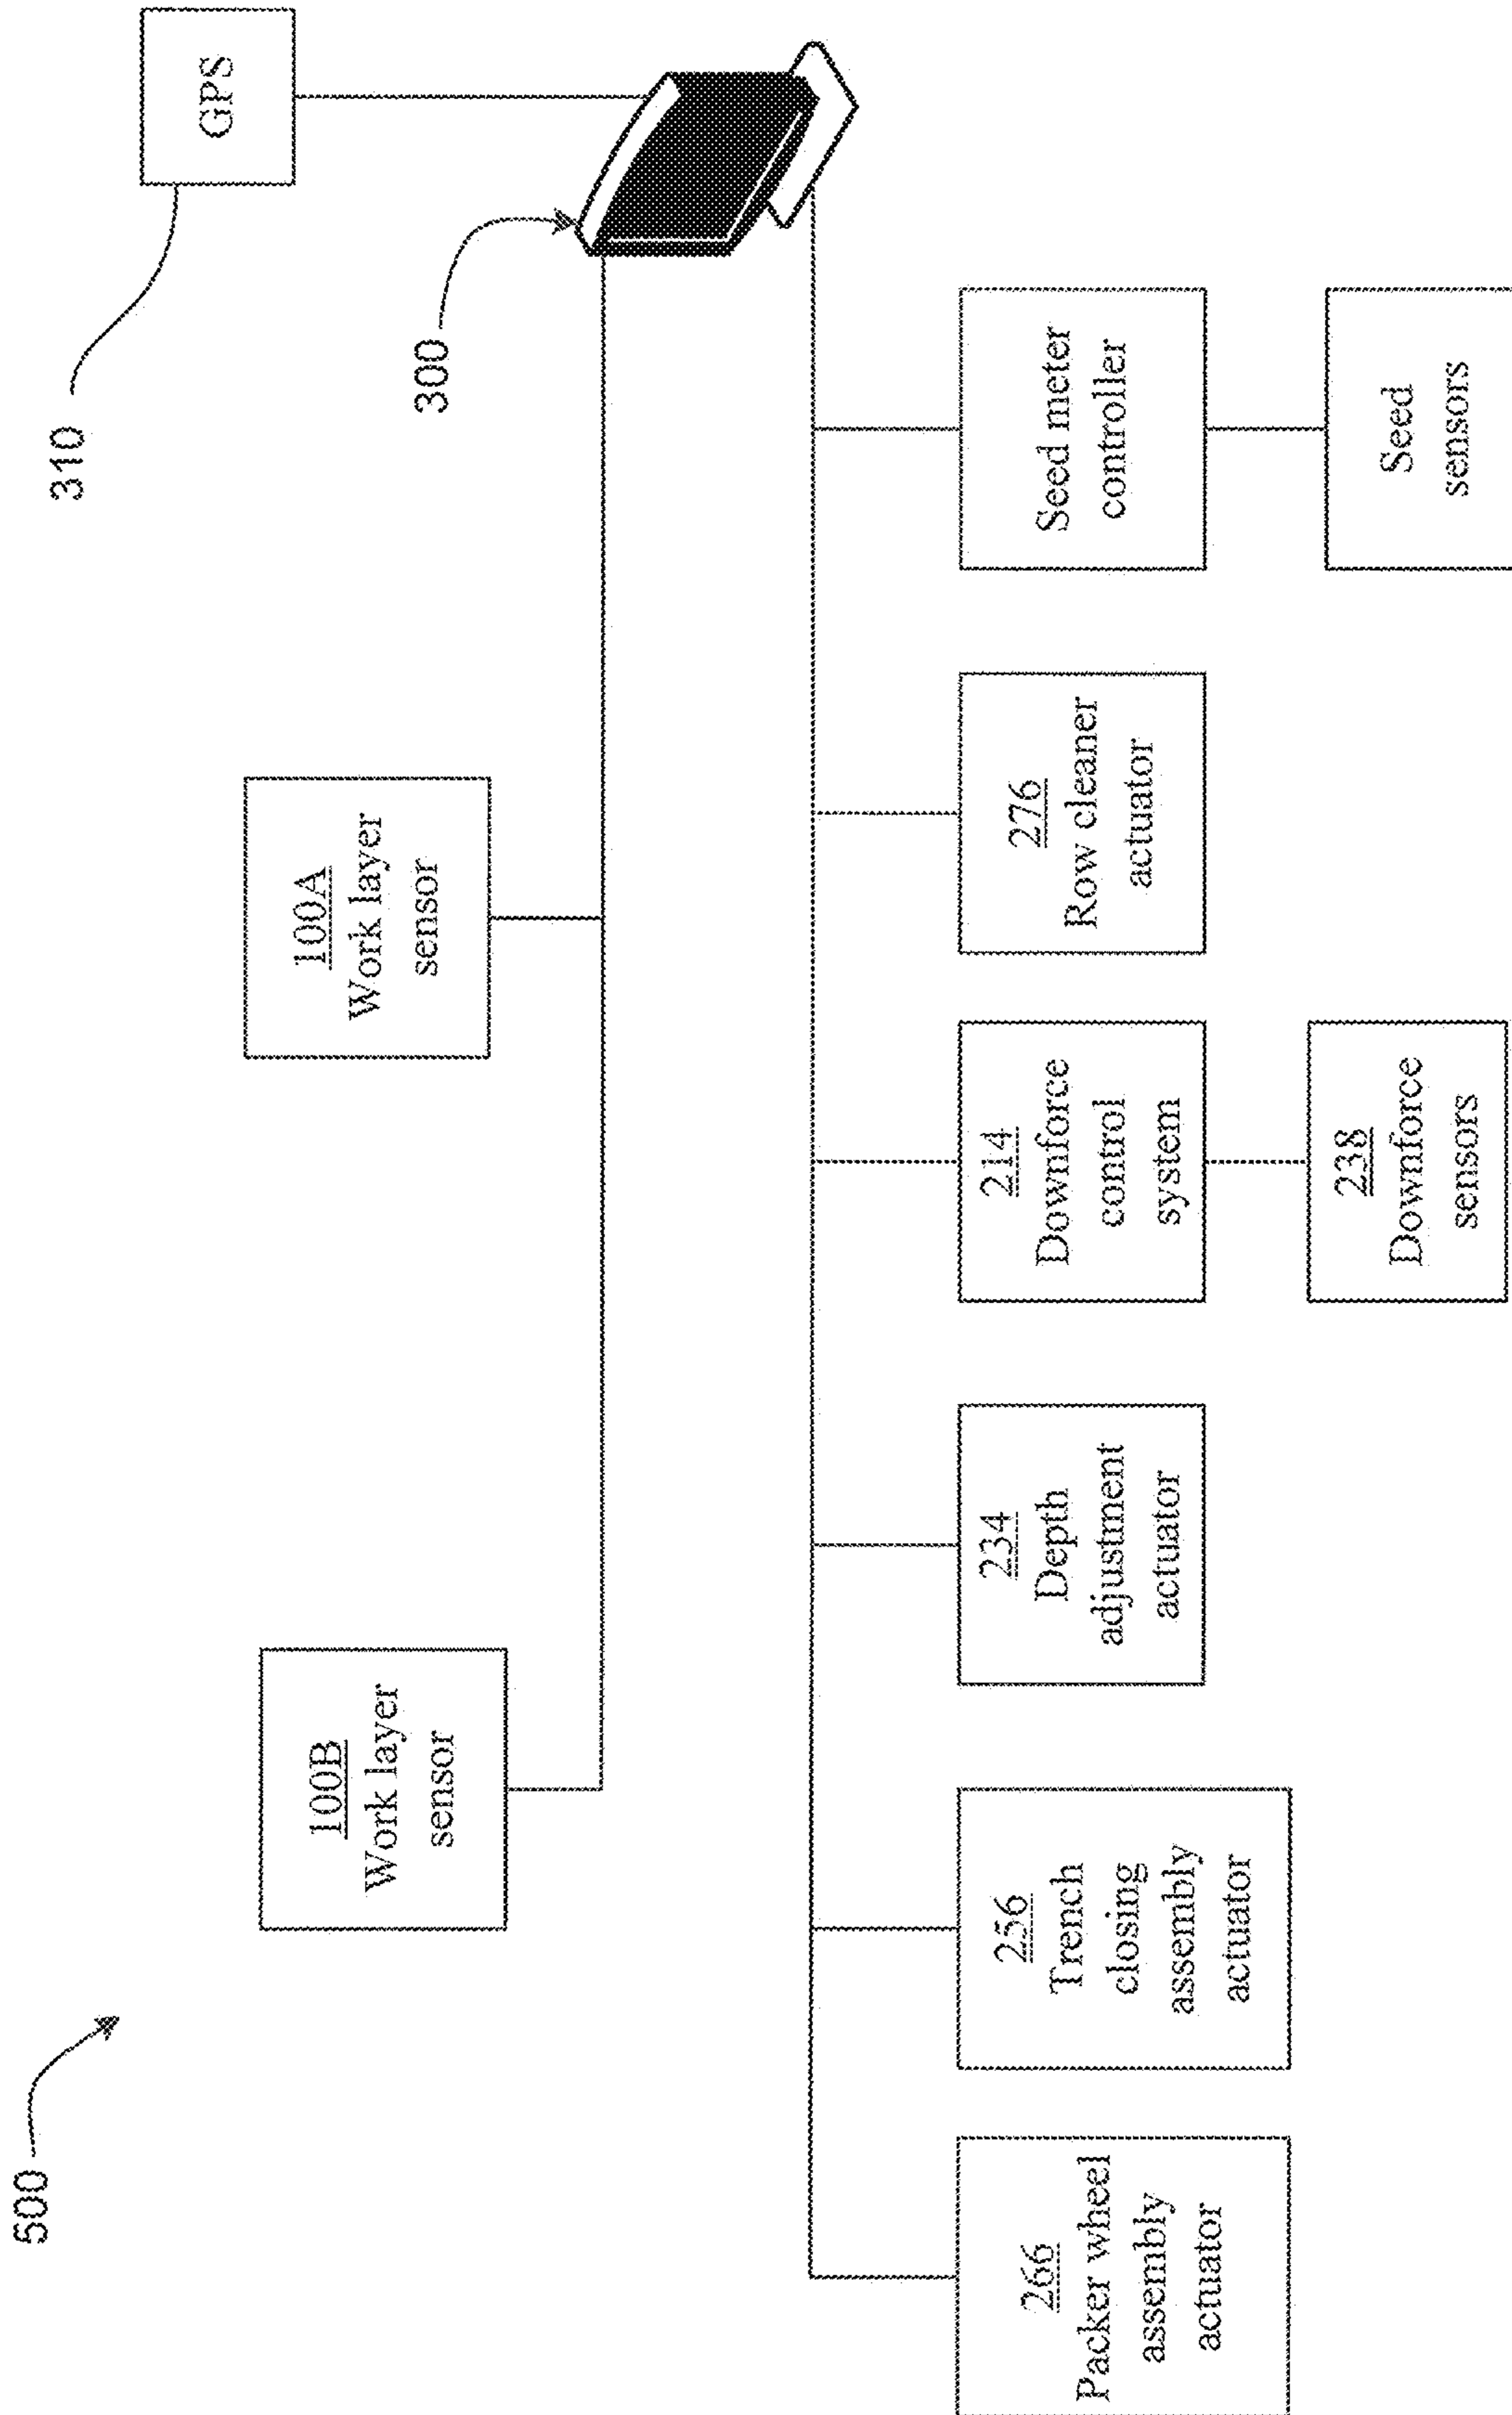 500
310
GPS
300
100B
Work layer
sensor
100A
Work layer
sensor
266
Packer wheel
assembly
actuator
256
Trench
closing
assembly
actuator
234
Depth
adjustment
actuator
214
Downforce
control
system
276
Row cleaner
actuator
Seed meter
controller
238
Downforce
sensors
Seed
sensors